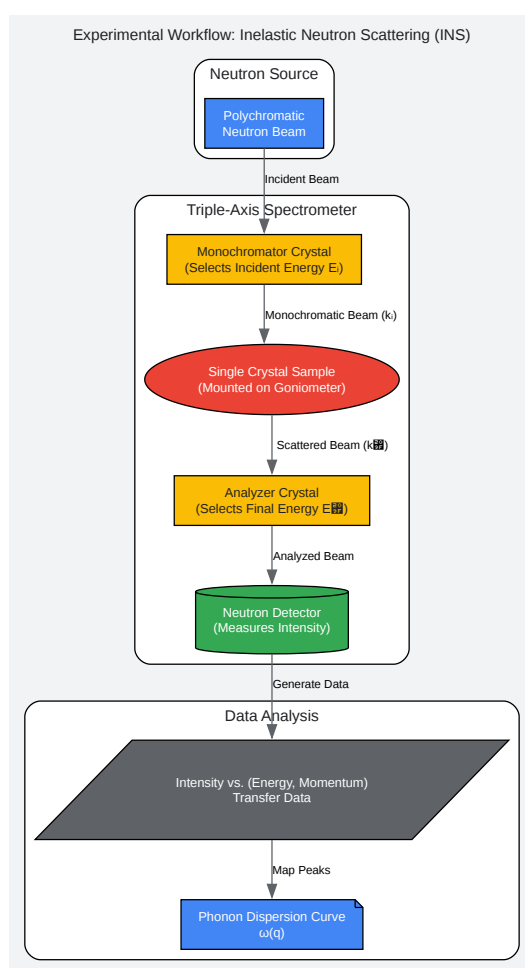 Experimental Workflow: Inelastic Neutron Scattering (INS)
Neutron Source
Polychromatic
Neutron Beam
Incident Beam
Triple-Axis Spectrometer
Monochromator Crystal
(Selects Incident Energy Eᵢ)
Monochromatic Beam (kᵢ)
Single Crystal Sample
(Mounted on Goniometer)
Scattered Beam
Analyzer Crystal
(Selects Final Energy
Analyzed Beam
Neutron Detector
(Measures Intensity)
Generate Data
Data Analysis
Intensity vs. (Energy, Momentum)
Transfer Data
Map Peaks
Phonon Dispersion Curve
ω(q)